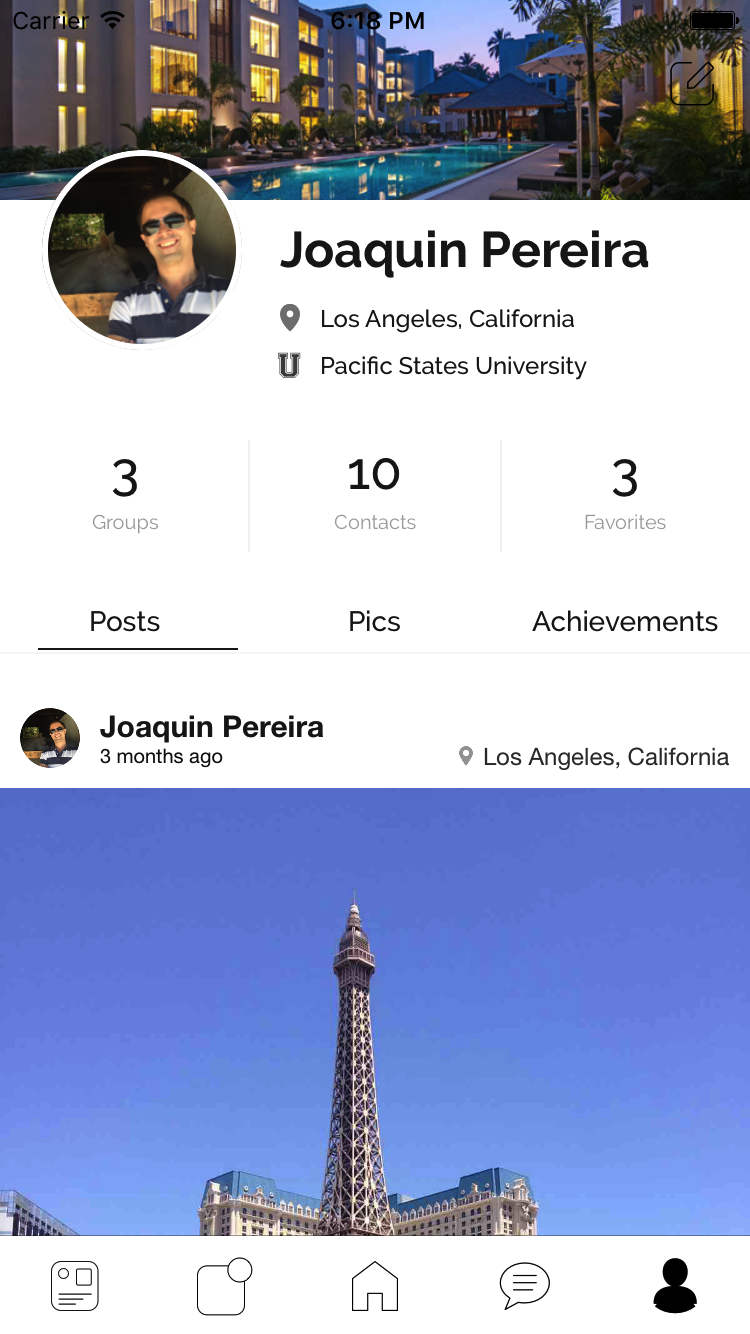 Carrier 6:18 PM
Joaquin Pereira
Los Angeles, California
U Pacific States University
3 10 3
Groups Contacts Favorites
Posts Pics Achievements
Joaquin Pereira
3 months ago
Los Angeles, California